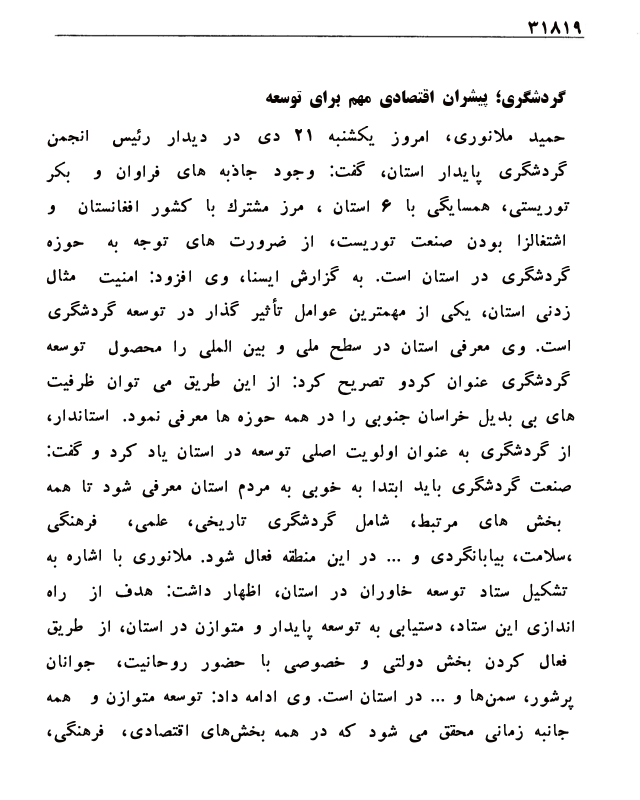 ۳۱۸۱۹
گردشگری؛ پیشران اقتصادی مهم برای توسعه
حمید ملانوری، امروز یکشنبه ۲۱ دی در دیدار رئیس انجمن
گردشگری پایدار استان، گفت: وجود جاذبه های فراوان و بکر
توریستی، همسایگی با ۶ استان ، مرز مشترك با کشور افغانستان و
اشتغالزا بودن صنعت توریست، از ضرورت های توجه به حوزه
گردشگری در استان است. به گزارش ایسنا، وی افزود: امنیت مثال
زدنی استان، یکی از مهمترین عوامل تأثیر گذار در توسعه گردشگری
است. وی معرفی استان در سطح ملی و بین المللی را محصول توسعه
گردشگری عنوان کردو تصریح کرد: از این طریق می توان ظرفیت
های بی بدیل خراسان جنوبی را در همه حوزه ها معرفی نمود. استاندار،
از گردشگری به عنوان اولویت اصلی توسعه در استان یاد کرد و گفت:
صنعت گردشگری باید ابتدا به خوبی به مردم استان معرفی شود تا همه
بخش های مرتبط، شامل گردشگری تاریخی، علمی، فرهنگی
،سلامت، بیابانگردی و ... در این منطقه فعال شود. ملانوری با اشاره به
تشکیل ستاد توسعه خاوران در استان، اظهار داشت: هدف از راه
اندازی این ستاد، دستیابی به توسعه پایدار و متوازن در استان، از طریق
فعال کردن بخش دولتی و خصوصی با حضور روحانیت، جوانان
پرشور، سمن‌ها و ... در استان است. وی ادامه داد: توسعه متوازن و همه
جانبه زمانی محقق می شود که در همه بخش‌های اقتصادی، فرهنگی،